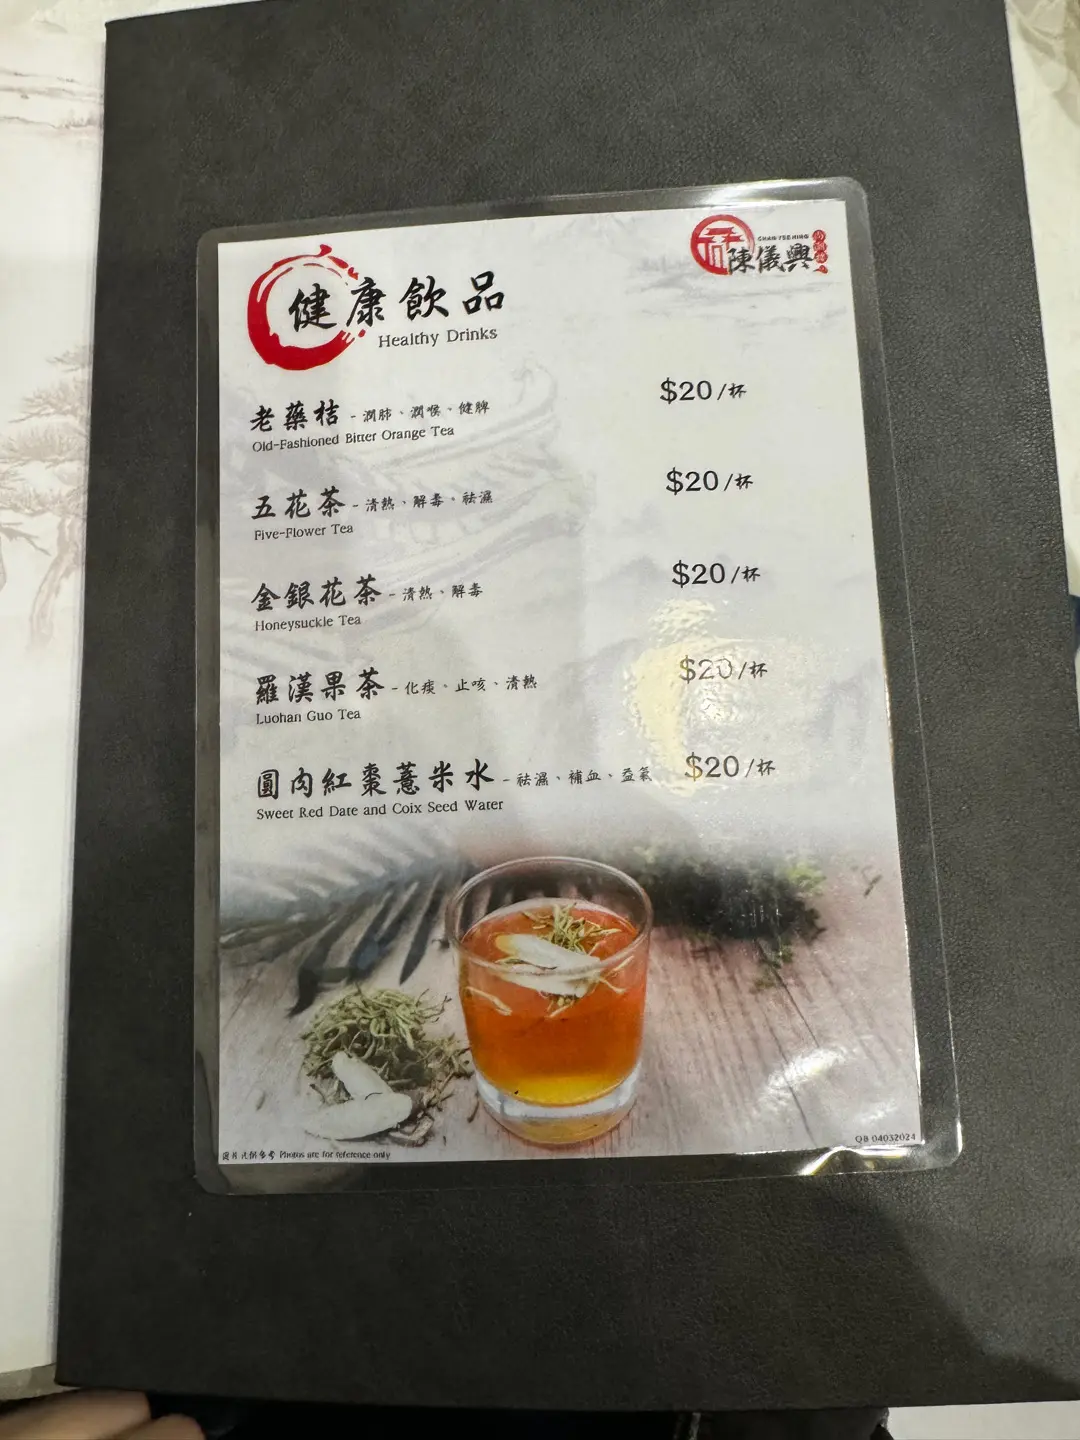 陳儀興
健康飲品
Healthy Drinks
老藥桔 - 潤肺、潤喉、健脾 $20/杯
Old-Fashioned Bitter Orange Tea
五花茶 - 清熱、解毒、祛濕 $20/杯
Five-Flower Tea
金銀花茶 - 清熱、解毒 $20/杯
Honeysuckle Tea
羅漢果茶 - 化痰、止咳、清熱 $20/杯
Luohan Guo Tea
圓肉紅棗薏米水 - 祛濕、補血、益氣 $20/杯
Sweet Red Date and Coix Seed Water
QB 04032024
圖片只供參考 Photos are for reference only